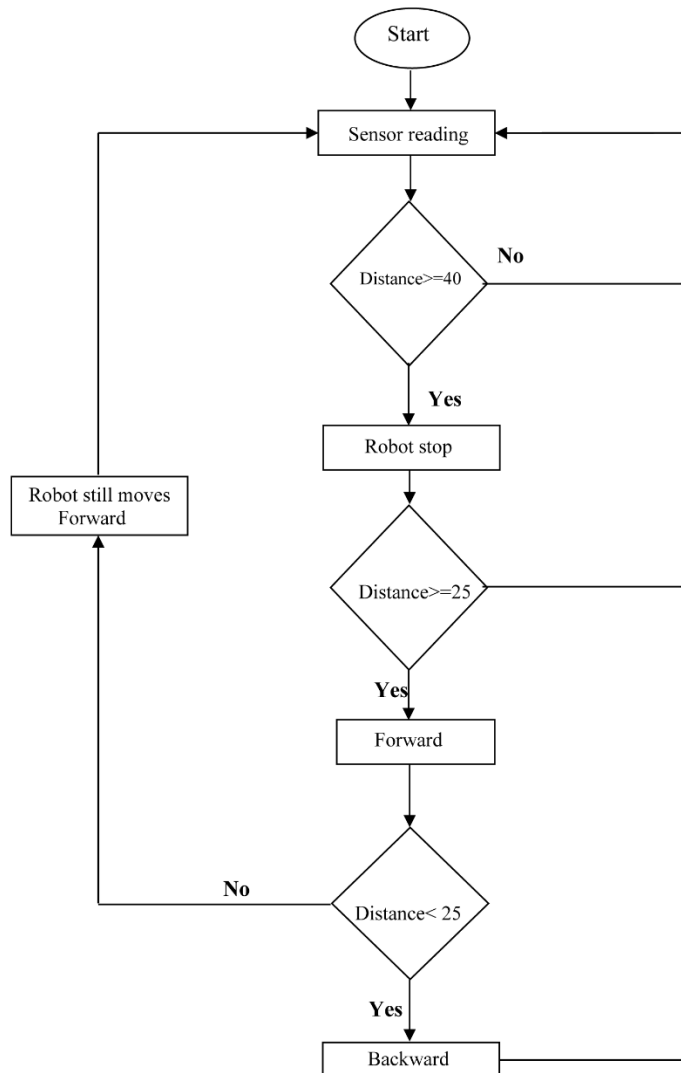 Start
Sensor reading
Distance>=40
No
Yes
Robot stop
Robot still moves
Forward
Distance>=25
Yes
Forward
No
Distance< 25
Yes
Backward